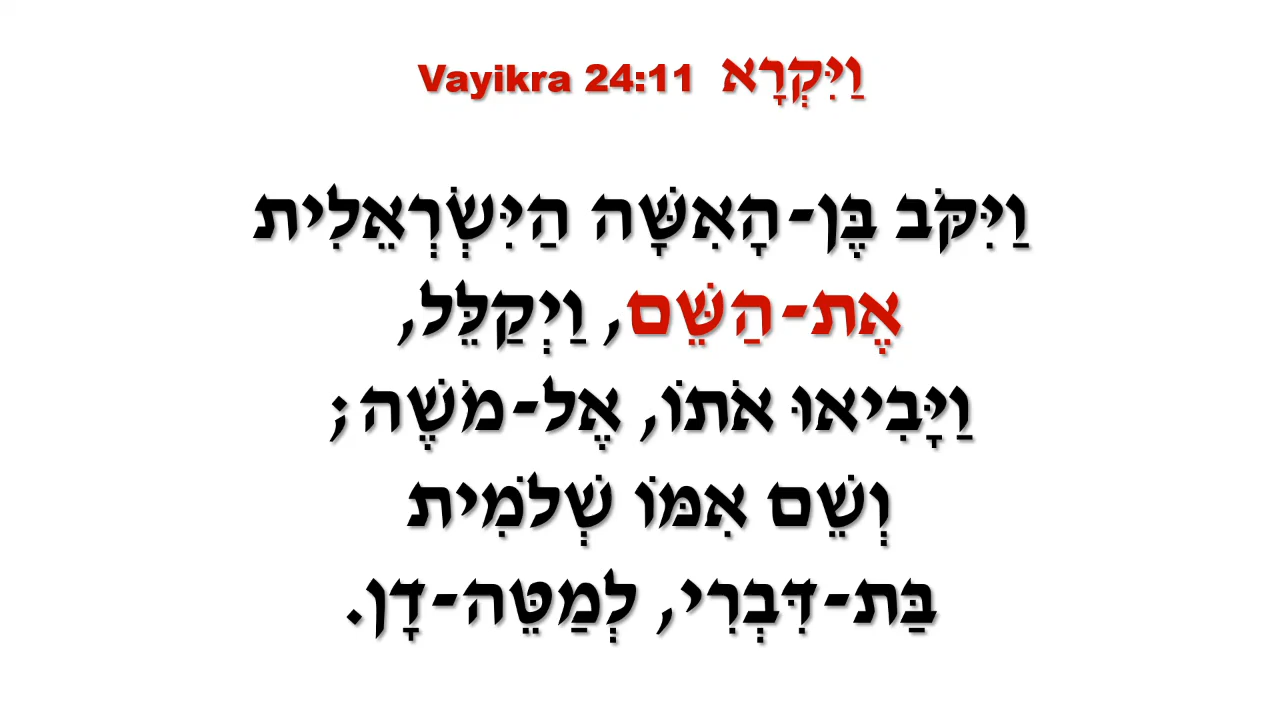 Vayikra 24:11 וַיִּקְרָא
וַיִּקֹּב בֶּן-הָאִשָּׁה הַיִּשְׂרְאֵלִית
אֶת-הַשֵּׁם, וַיְקַלֵּל,
וַיָּבִיאוּ אֹתוֹ, אֶל-מֹשֶׁה;
וְשֵׁם אִמּוֹ שְׁלֹמִית
בַּת-דִּבְרִי, לְמַטֵּה-דָן.